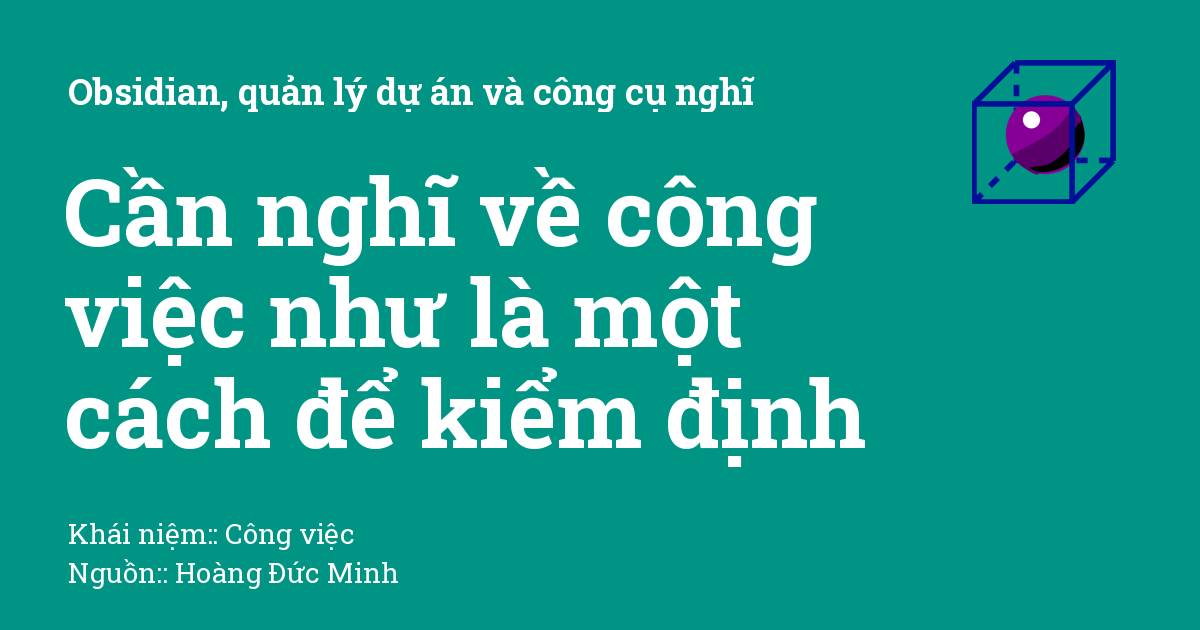 Obsidian, quản lý dự án và công cụ nghĩ
Cần nghĩ về công
việc như là một
cách để kiểm định
Khái niệm:: Công việc
Nguồn:: Hoàng Đức Minh